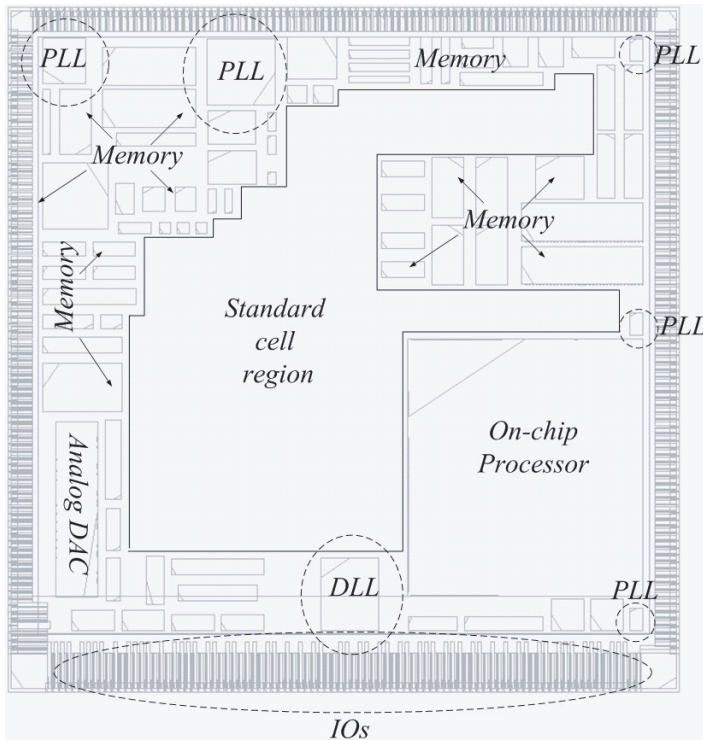 PLL
PLL
Memory
PLL
Memory
Memory
Memory
PLL
Standard
cell
region
On-chip
Processor
Analog DAC
DLL
PLL
IOs